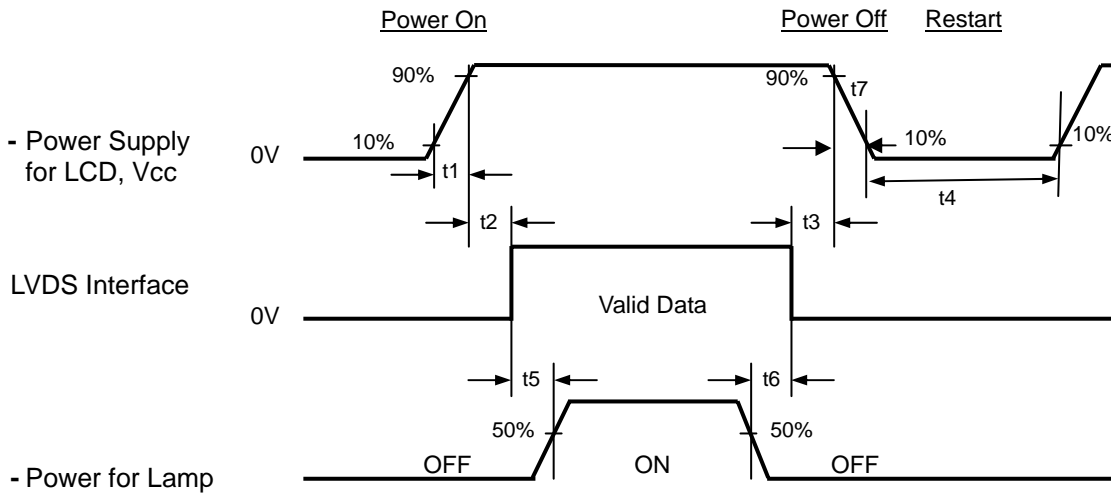 Power On
Power Off
Restart
90%
90%
t7
- Power Supply
for LCD, Vcc
0V
10%
10%
10%
t1
t4
t2
t3
LVDS Interface
0V
Valid Data
t5
t6
50%
50%
- Power for Lamp
OFF
ON
OFF